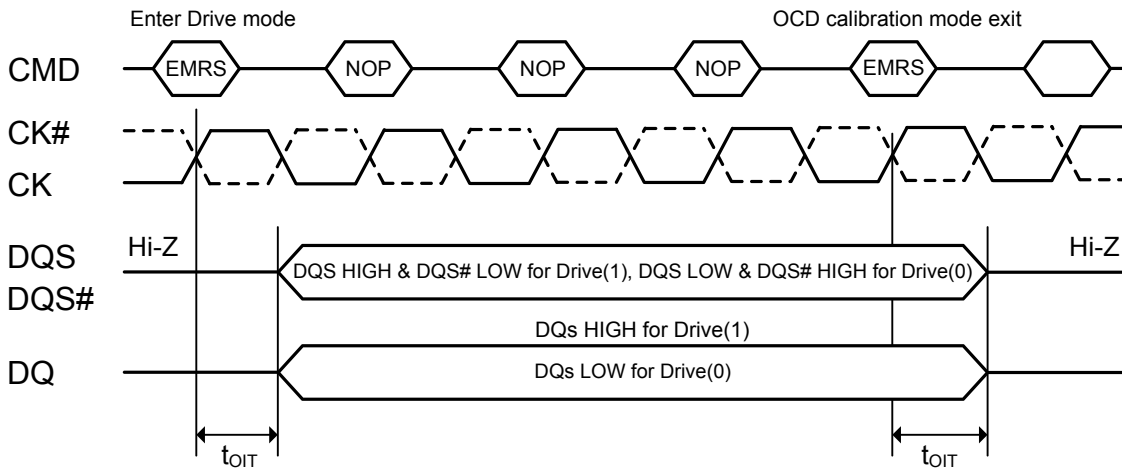 Enter Drive mode
OCD calibration mode exit
CMD
EMRS
NOP
NOP
NOP
EMRS
CK#
CK
DQS
DQS#
Hi-Z
Hi-Z
DQS HIGH & DQS# LOW for Drive(1), DQS LOW & DQS# HIGH for Drive(0)
DQs HIGH for Drive(1)
DQ
DQs LOW for Drive(0)
tOIT
tOIT